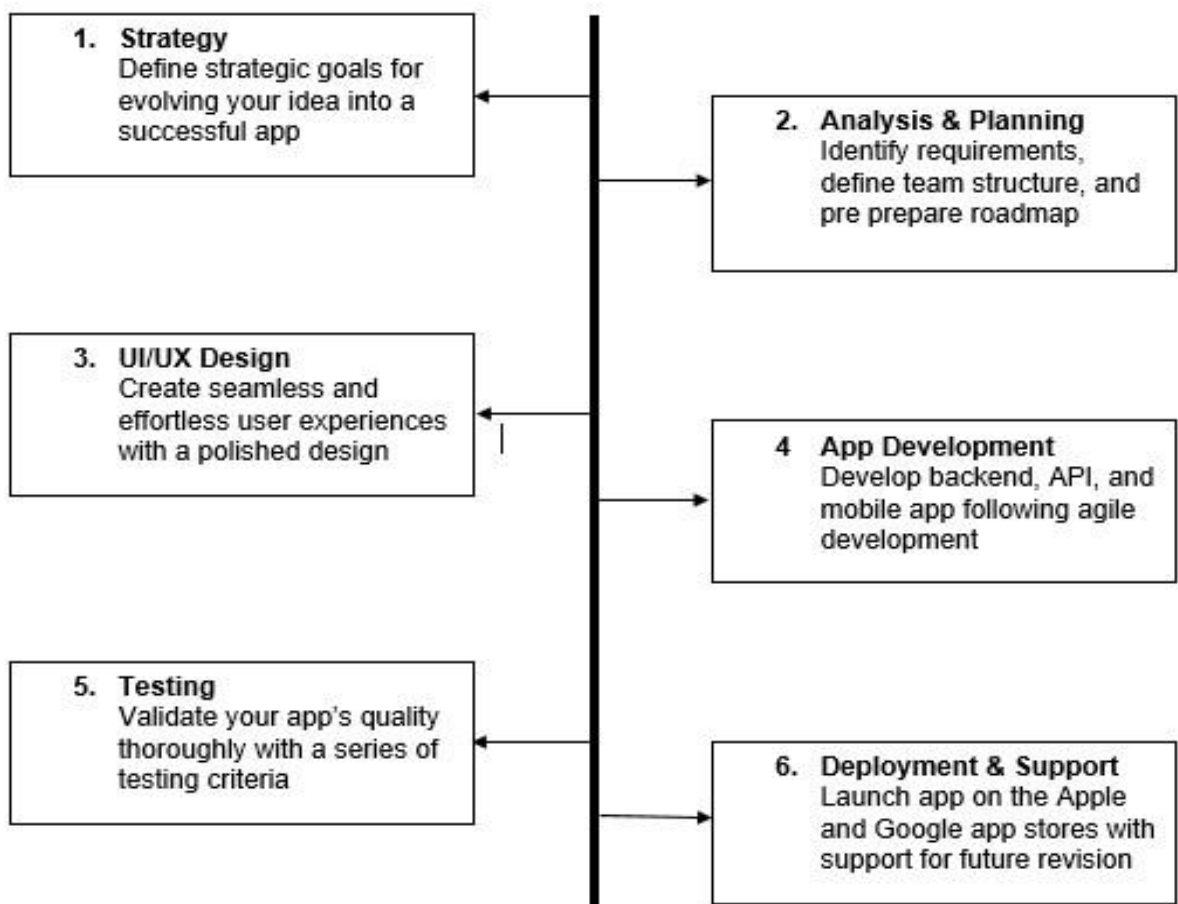 1. Strategy
Define strategic goals for
evolving your idea into a
successful app
2. Analysis & Planning
Identify requirements,
define team structure, and
pre prepare roadmap
3. UI/UX Design
Create seamless and
effortless user experiences
with a polished design
4 App Development
Develop backend, API, and
mobile app following agile
development
5. Testing
Validate your app's quality
thoroughly with a series of
testing criteria
6. Deployment & Support
Launch app on the Apple
and Google app stores with
support for future revision